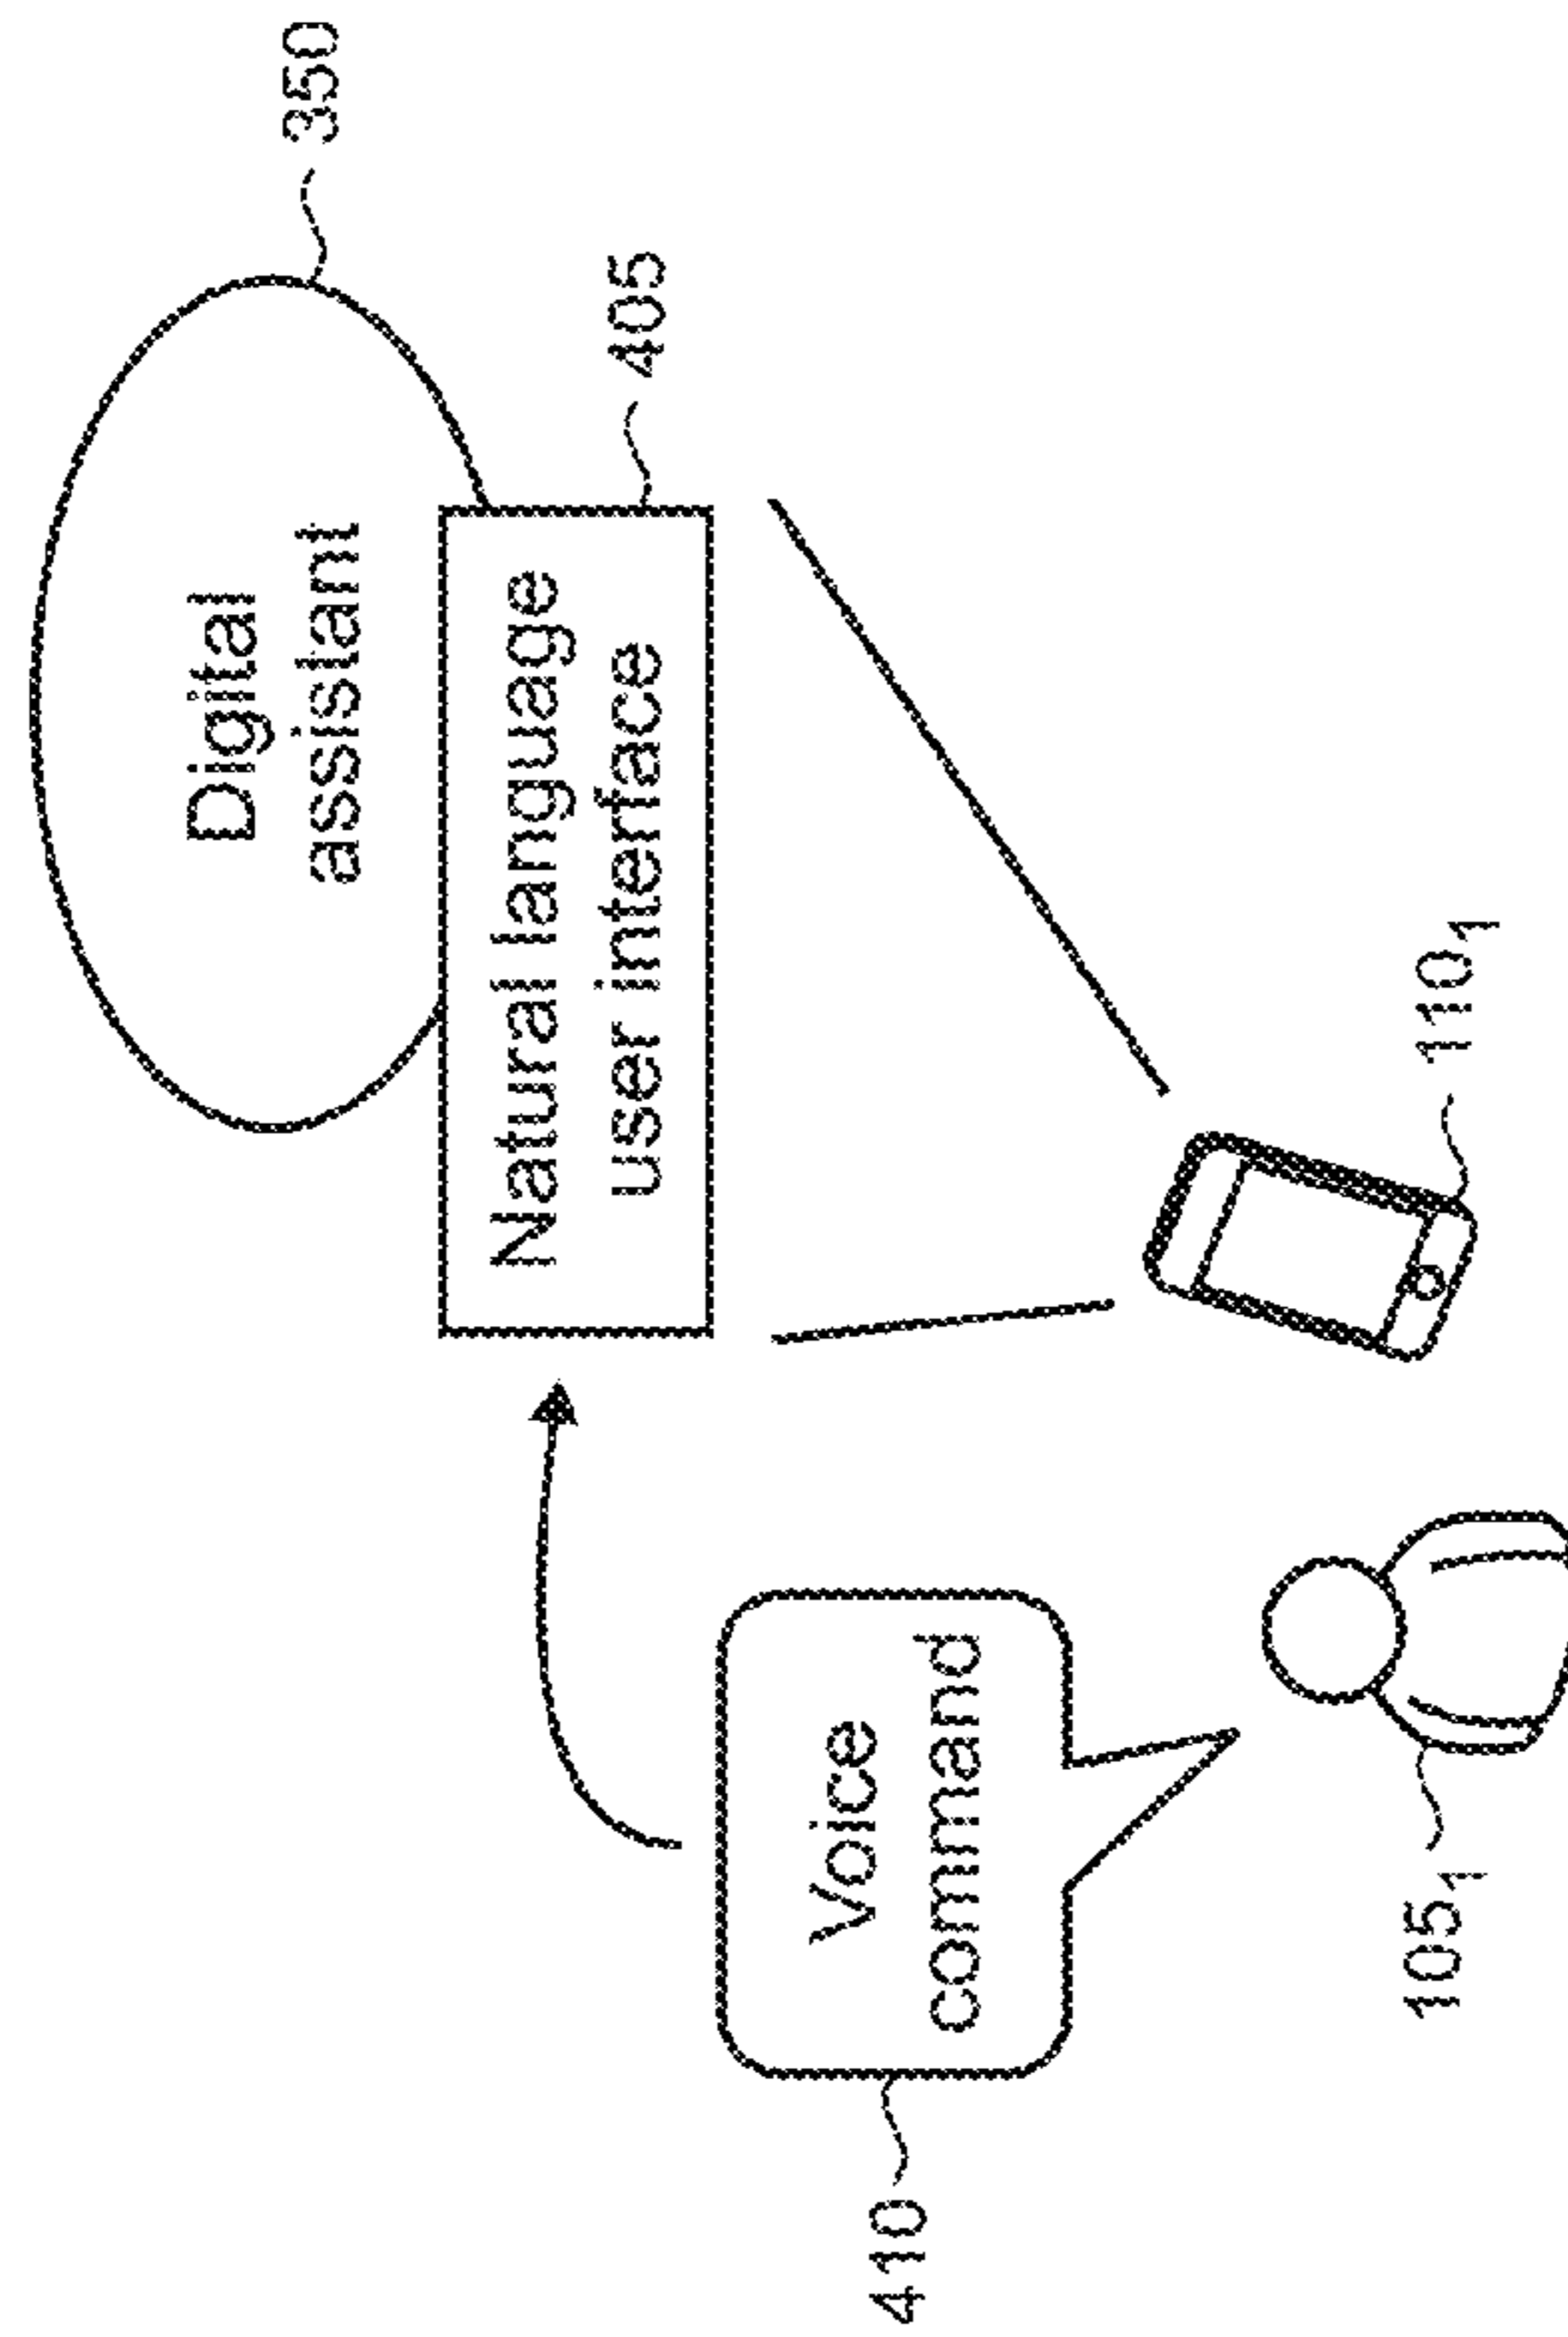 350
Digital
assistant
405
Natural language
user interface
410
Voice
command
105₁
110₁